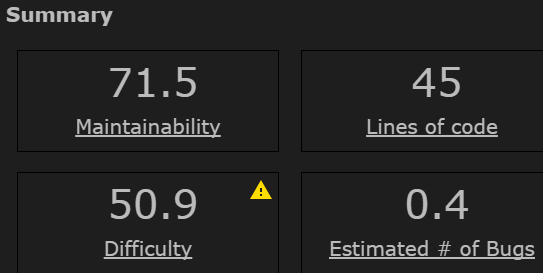 Summary
71.5
45
Maintainability
Lines of code
50.9
0.4
Difficulty
Estimated # of Bugs